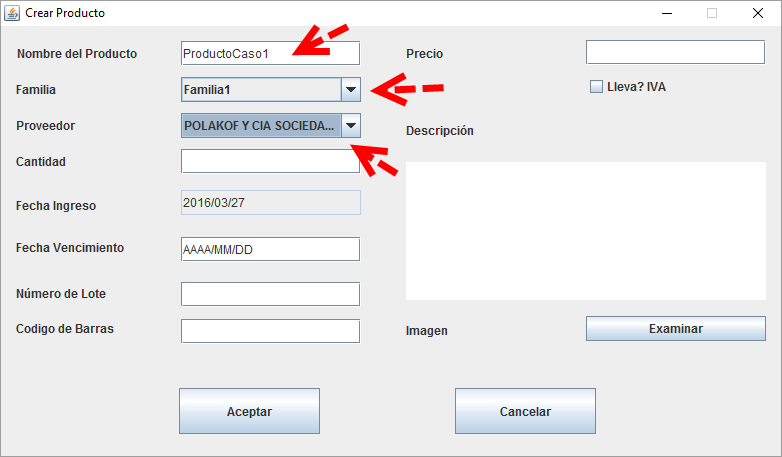 Crear Producto
Nombre del Producto ProductoCaso1
Precio
Familia Familia1
Lleva? IVA
Proveedor POLAKOF Y CIA SOCIEDA...
Descripción
Cantidad
Fecha Ingreso 2016/03/27
Fecha Vencimiento AAAA/MM/DD
Número de Lote
Codigo de Barras
Imagen Examinar
Aceptar Cancelar